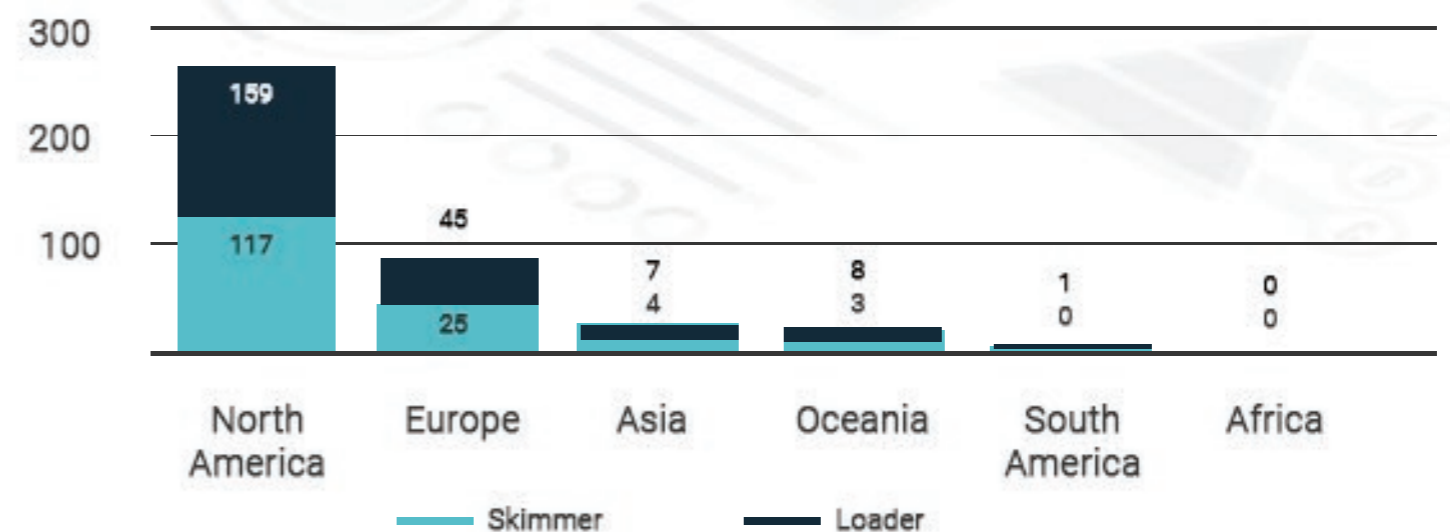 300
200
100
159
117
45
25
7
4
8
3
1
0
0
0
North America
Europe
Asia
Oceania
South America
Africa
Skimmer
Loader